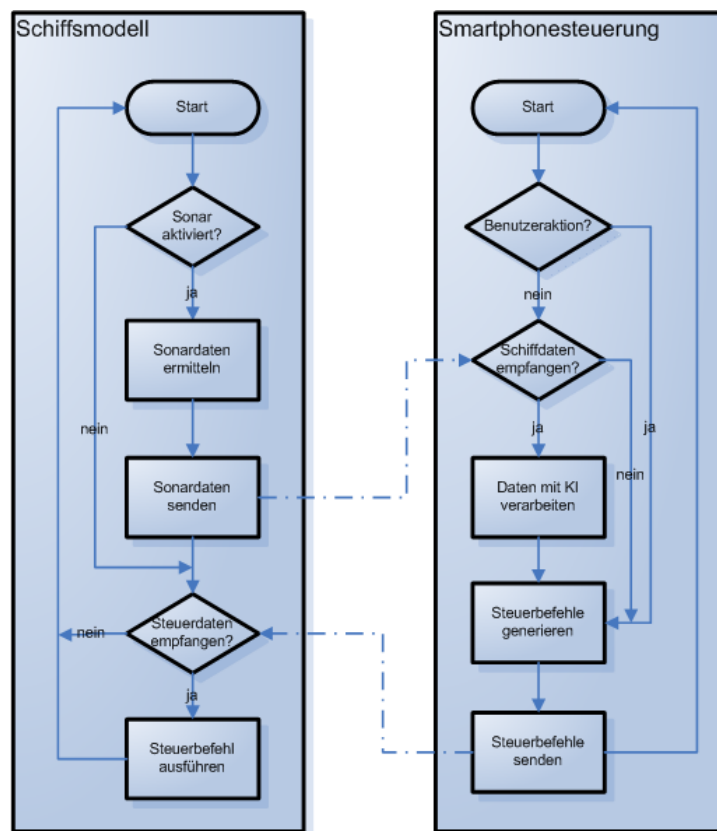 Schiffsmodell
Start
Sonar
aktiviert?
ja
Sonardaten
ermitteln
nein
Sonardaten
senden
Steuerdaten
empfangen?
nein
ja
Steuerbefehl
ausführen
Smartphonesteuerung
Start
Benutzeraktion?
nein
Schiffdaten
empfangen?
ja
ja
nein
Daten mit KI
verarbeiten
Steuerbefehle
generieren
Steuerbefehle
senden